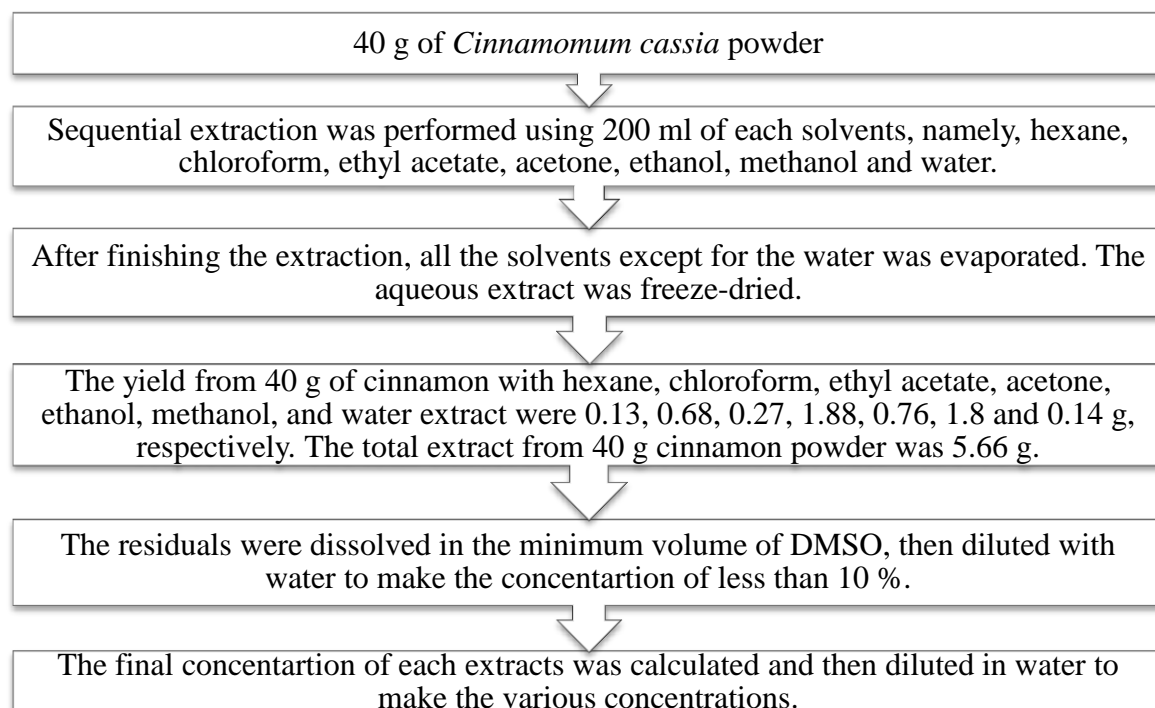 40 g of Cinnamomum cassia powder
Sequential extraction was performed using 200 ml of each solvents, namely, hexane,
chloroform, ethyl acetate, acetone, ethanol, methanol and water.
After finishing the extraction, all the solvents except for the water was evaporated. The
aqueous extract was freeze-dried.
The yield from 40 g of cinnamon with hexane, chloroform, ethyl acetate, acetone,
ethanol, methanol, and water extract were 0.13, 0.68, 0.27, 1.88, 0.76, 1.8 and 0.14 g,
respectively. The total extract from 40 g cinnamon powder was 5.66 g.
The residuals were dissolved in the minimum volume of DMSO, then diluted with
water to make the concentartion of less than 10 %.
The final concentartion of each extracts was calculated and then diluted in water to
make the various concentrations.